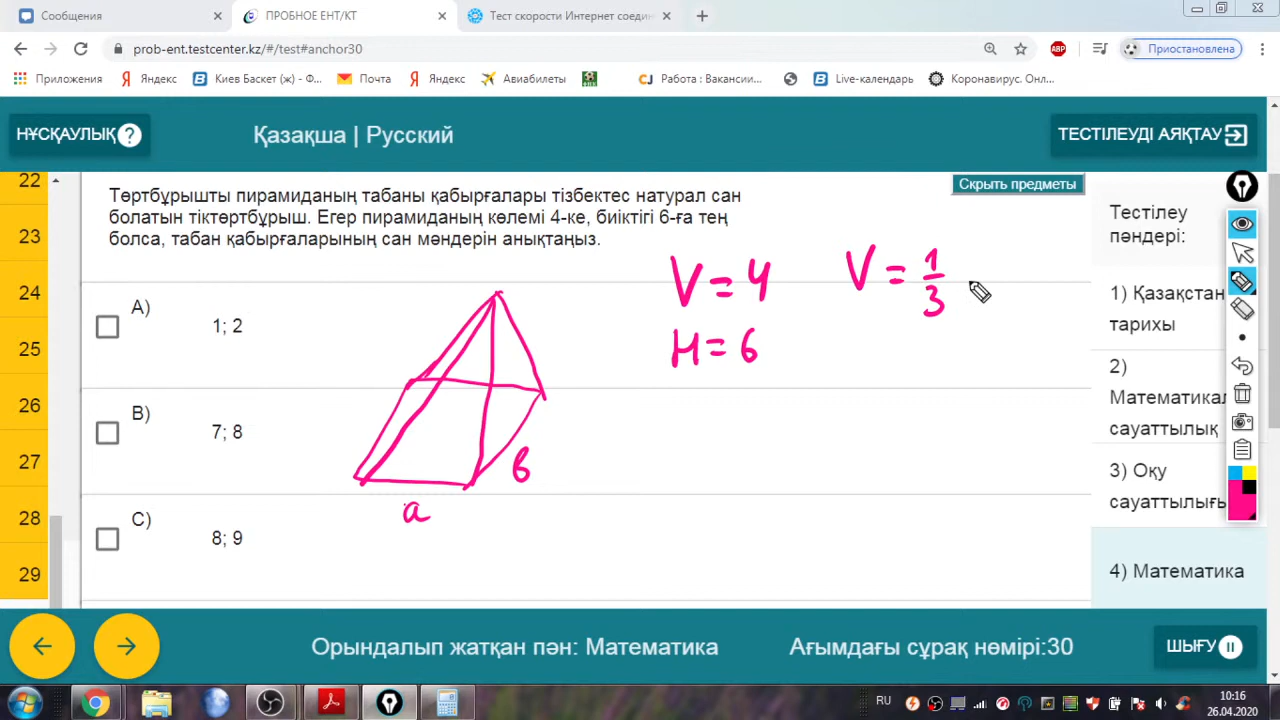 Сообщения
ПРОБНОЕ ЕНТ/КТ
Тест скорости Интернет соедин
prob-ent.testcenter.kz/#/test#anchor30
ABP
Приостановлена
Приложения
Яндекс
Киев Баскет (ж) - Ф...
Почта
Яндекс
Авиабилеты
Работа : Вакансии...
Live-календарь
Коронавирус. Онл...
НҰСҚАУЛЫҚ ?
Қазақша | Русский
ТЕСТІЛЕУДІ АЯҚТАУ
Скрыть предметы
22
23
24
25
26
27
28
29
Төртбұрышты пирамиданың табаны қабырғалары тізбектес натурал сан
болатын тіктөртбұрыш. Егер пирамиданың көлемі 4-ке, биіктігі 6-ға тең
болса, табан қабырғаларының сан мәндерін анықтаңыз.
A)
1; 2
B)
7; 8
C)
8; 9
V = 4
H = 6
V = 1/3
a
в
Тестілеу
пәндері:
1) Қазақстан
тарихы
2)
Математикал
сауаттылық
3) Оқу
сауаттылығы
4) Математика
Орындалып жатқан пән: Математика
Ағымдағы сұрақ нөмірі:30
ШЫҒУ
RU
10:16
26.04.2020